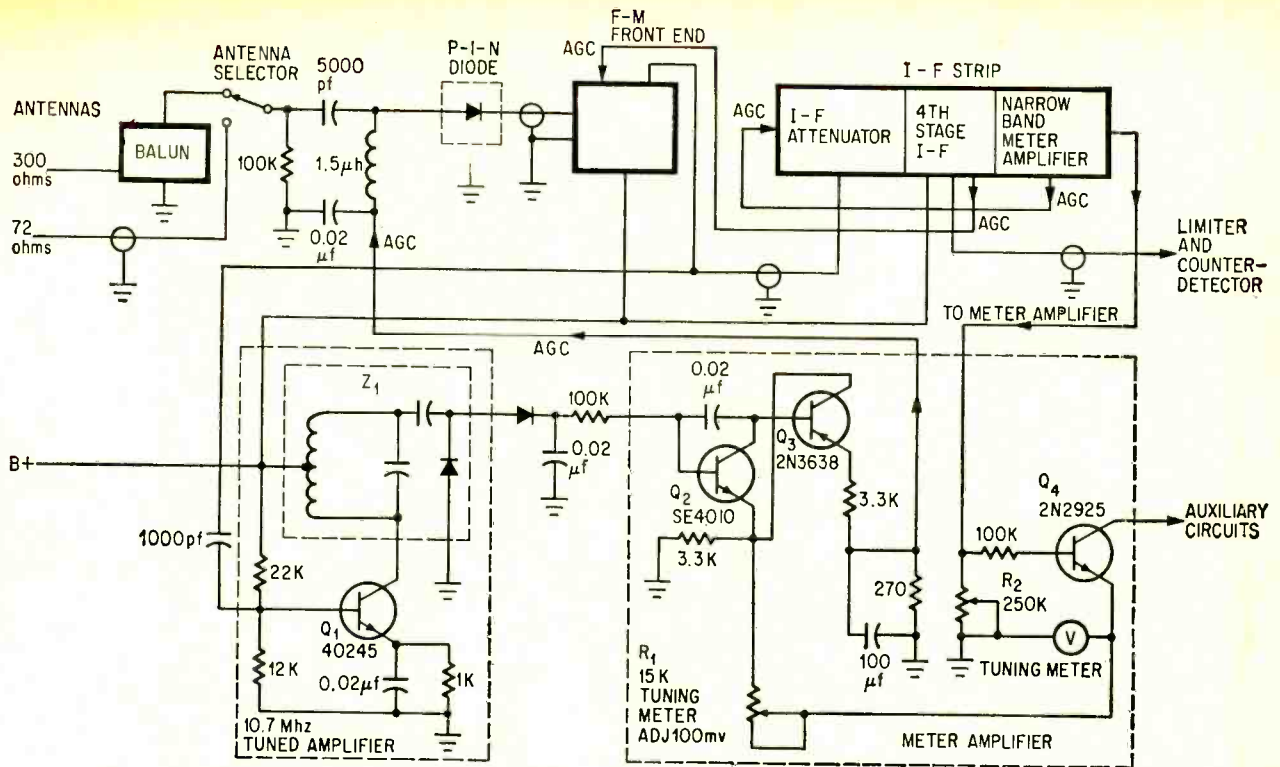 F-M
FRONT END
AGC
P-I-N
DIODE
ANTENNA
SELECTOR
5000
pf
I-F STRIP
ANTENNAS
BALUN
300
ohms
72
ohms
100K
1.5μh
0.02
μf
AGC
AGC
I-F
ATTENUATOR
4TH
STAGE
I-F
NARROW
BAND
METER
AMPLIFIER
AGC
AGC
LIMITER
AND
COUNTER-
DETECTOR
TO METER AMPLIFIER
AGC
Z1
100K
0.02
μf
0.02
μf
Q3
2N3638
B+
Q2
SE4010
3.3K
3.3K
Q4
2N2925
AUXILIARY
CIRCUITS
100K
1000pf
22K
270
R2
250K
Q1
40245
12K
0.02μf
1K
100
μf
V
TUNING METER
R1
15K
TUNING
METER
ADJ100mv
10.7 Mhz
TUNED AMPLIFIER
METER AMPLIFIER